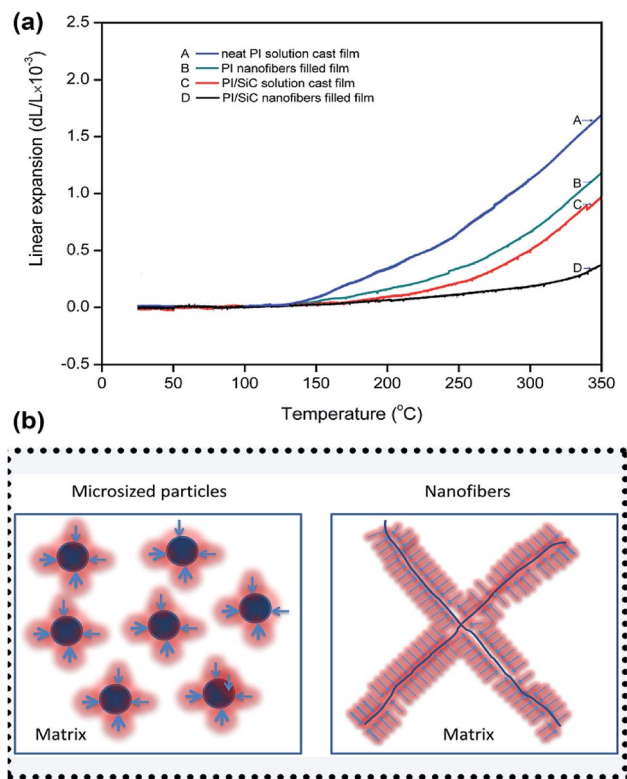 (a)
2.5
2.0
1.5
1.0
0.5
0.0
-0.5
Linear expansion (dL/L×10⁻³)
A neat PI solution cast film
B PI nanofibers filled film
C PI/SiC solution cast film
D PI/SiC nanofibers filled film
A
B
C
D
0 50 100 150 200 250 300 350
Temperature (°C)
(b)
Microsized particles
Nanofibers
Matrix
Matrix